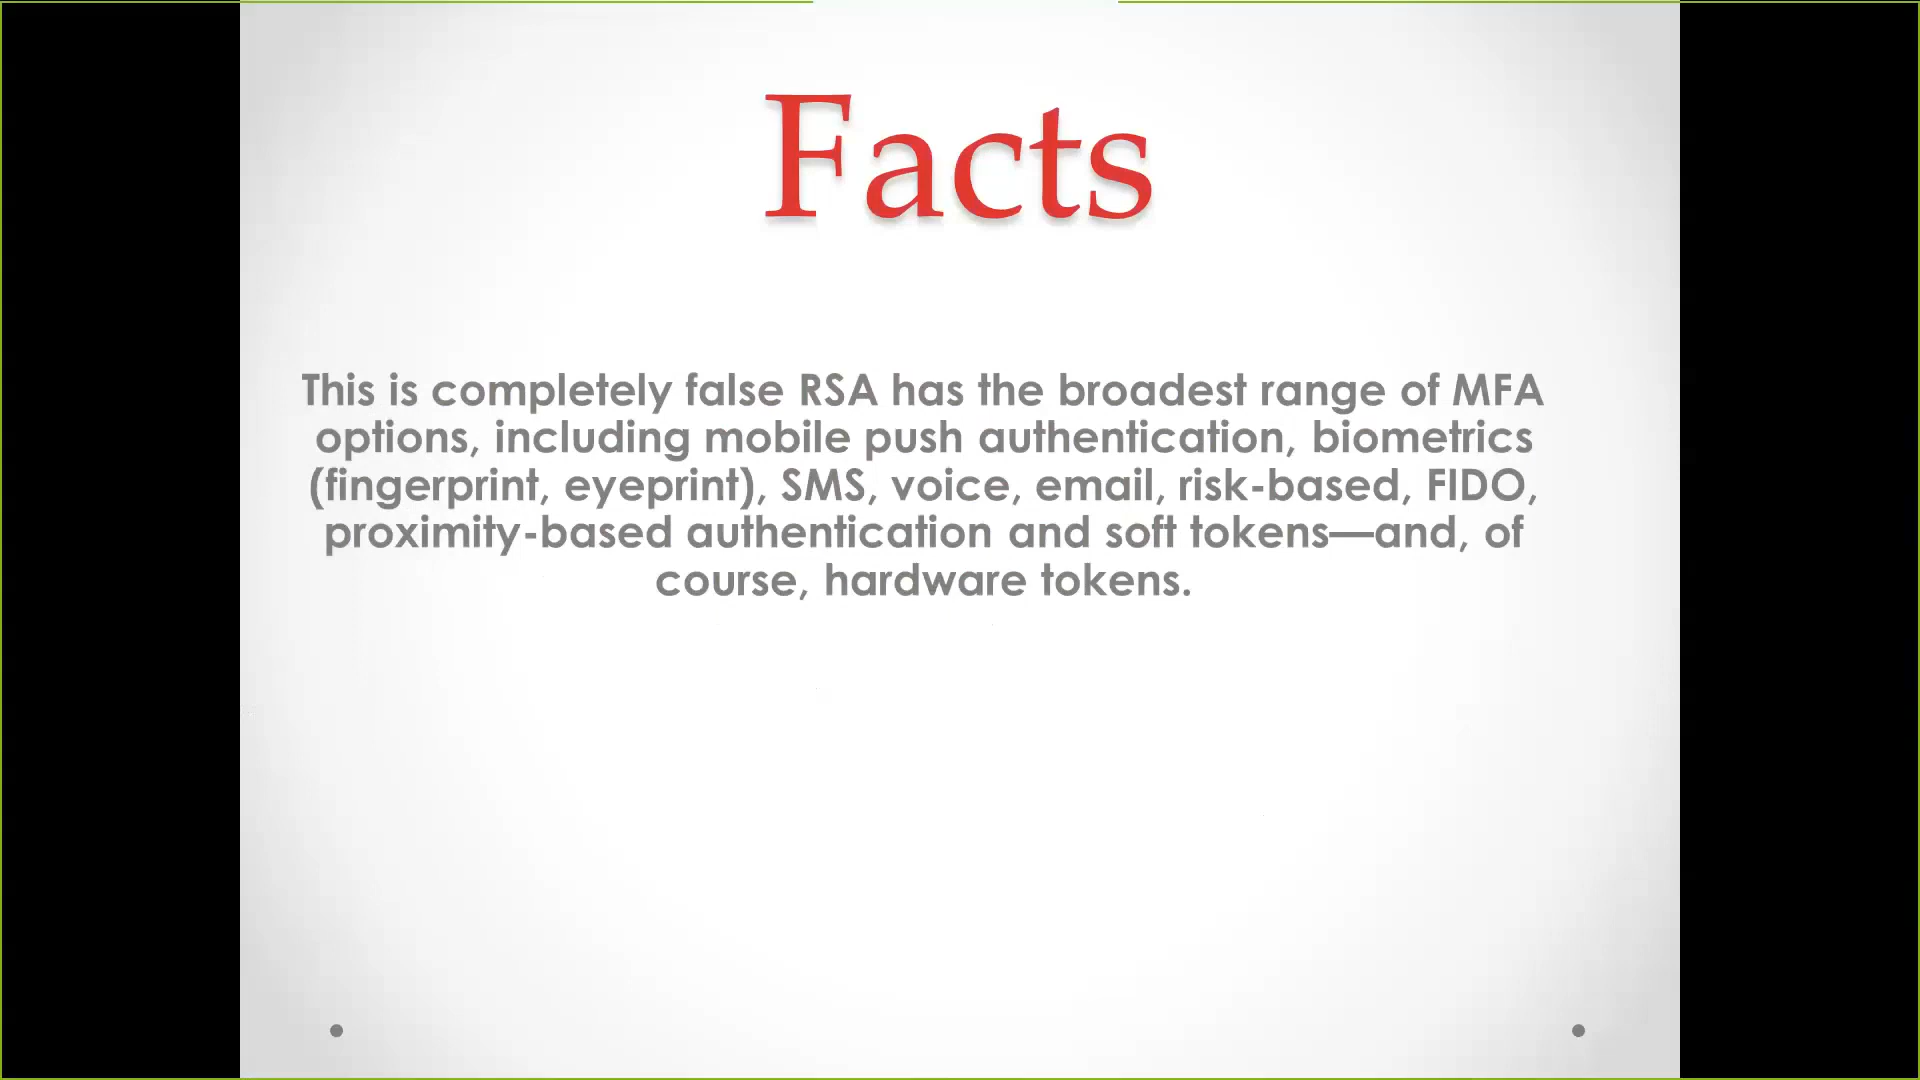 Facts
This is completely false RSA has the broadest range of MFA
options, including mobile push authentication, biometrics
(fingerprint, eyeprint), SMS, voice, email, risk-based, FIDO,
proximity-based authentication and soft tokens—and, of
course, hardware tokens.